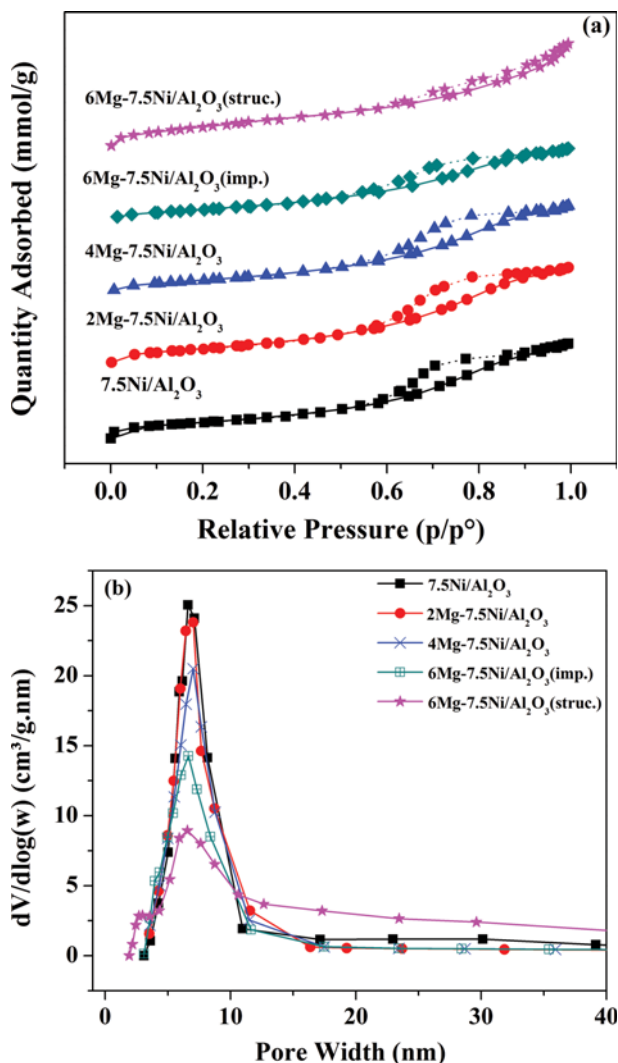 (a)
6Mg-7.5Ni/Al₂O₃(struc.)
6Mg-7.5Ni/Al₂O₃(imp.)
4Mg-7.5Ni/Al₂O₃
2Mg-7.5Ni/Al₂O₃
7.5Ni/Al₂O₃
Quantity Adsorbed (mmol/g)
0.0 0.2 0.4 0.6 0.8 1.0
Relative Pressure (p/p°)
(b)
7.5Ni/Al₂O₃
2Mg-7.5Ni/Al₂O₃
4Mg-7.5Ni/Al₂O₃
6Mg-7.5Ni/Al₂O₃(imp.)
6Mg-7.5Ni/Al₂O₃(struc.)
25
20
15
10
5
0
dV/dlog(w) (cm³/g.nm)
0 10 20 30 40
Pore Width (nm)